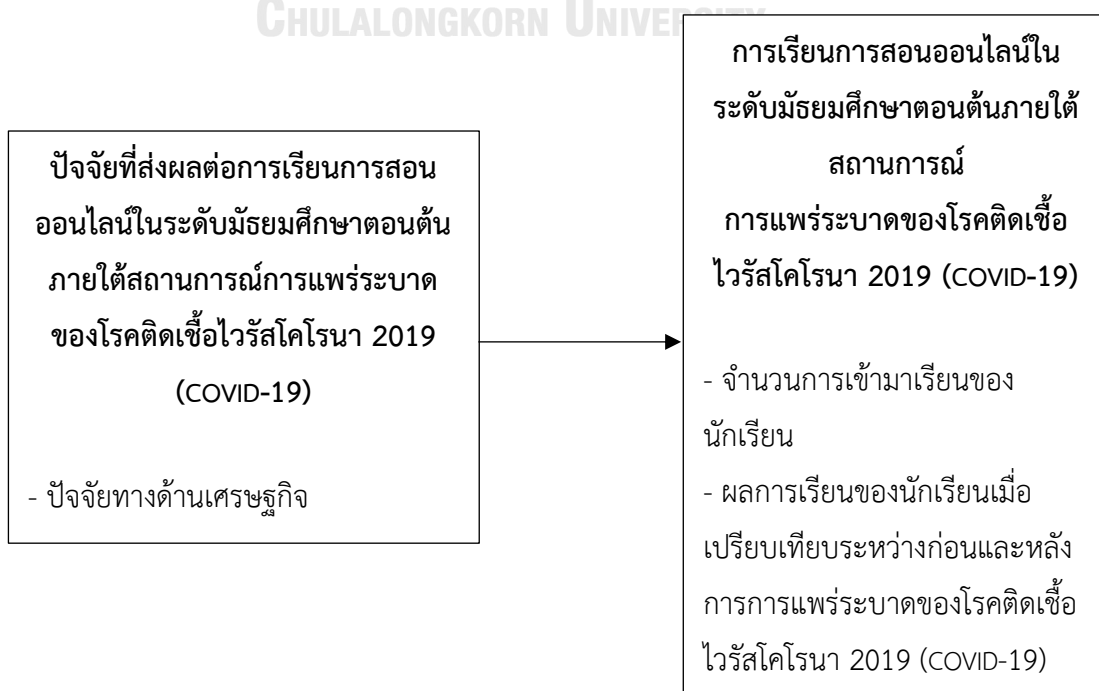 CHULALONGKORN UNIVERSITY
ปัจจัยที่ส่งผลต่อการเรียนการสอน
ออนไลน์ในระดับมัธยมศึกษาตอนต้น
ภายใต้สถานการณ์การแพร่ระบาด
ของโรคติดเชื้อไวรัสโคโรนา 2019
(COVID-19)
- ปัจจัยทางด้านเศรษฐกิจ
การเรียนการสอนออนไลน์ใน
ระดับมัธยมศึกษาตอนต้นภายใต้
สถานการณ์
การแพร่ระบาดของโรคติดเชื้อ
ไวรัสโคโรนา 2019 (COVID-19)
- จำนวนการเข้ามาเรียนของ
นักเรียน
- ผลการเรียนของนักเรียนเมื่อ
เปรียบเทียบระหว่างก่อนและหลัง
การการแพร่ระบาดของโรคติดเชื้อ
ไวรัสโคโรนา 2019 (COVID-19)